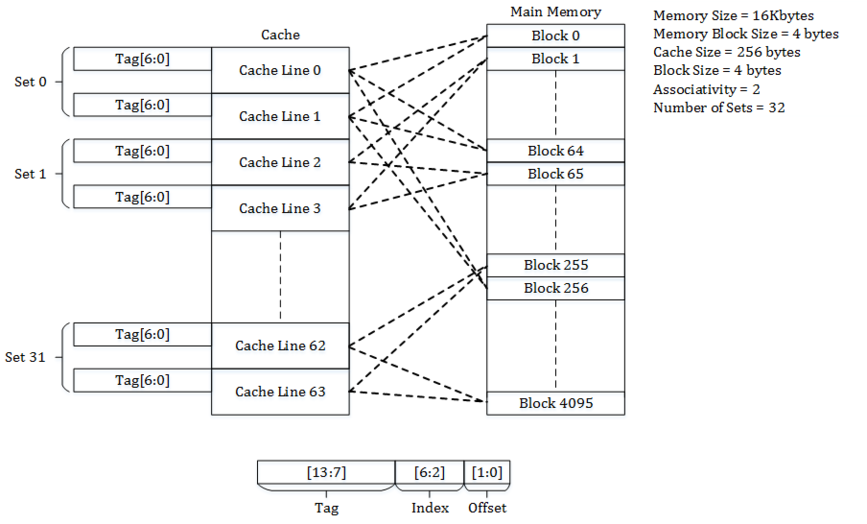 Main Memory
Cache
Memory Size = 16Kbytes
Memory Block Size = 4 bytes
Cache Size = 256 bytes
Block Size = 4 bytes
Associativity = 2
Number of Sets = 32
Set 0
Tag[6:0]
Cache Line 0
Tag[6:0]
Cache Line 1
Set 1
Tag[6:0]
Cache Line 2
Tag[6:0]
Cache Line 3
Set 31
Tag[6:0]
Cache Line 62
Tag[6:0]
Cache Line 63
Block 0
Block 1
Block 64
Block 65
Block 255
Block 256
Block 4095
[13:7] [6:2] [1:0]
Tag Index Offset